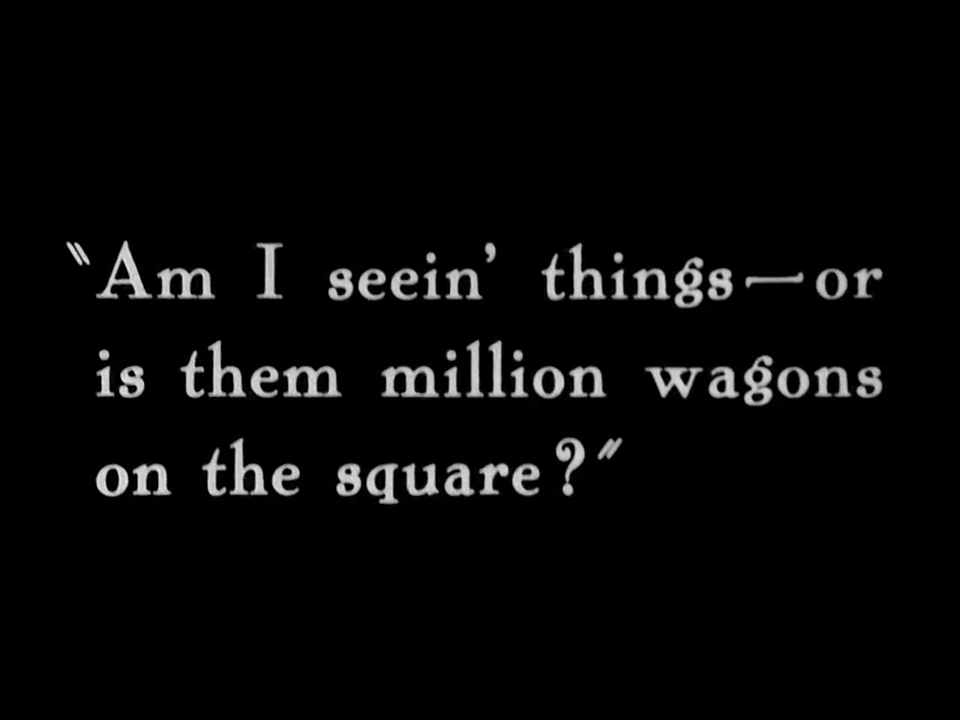 "Am I seein' things—or
is them million wagons
on the square?"